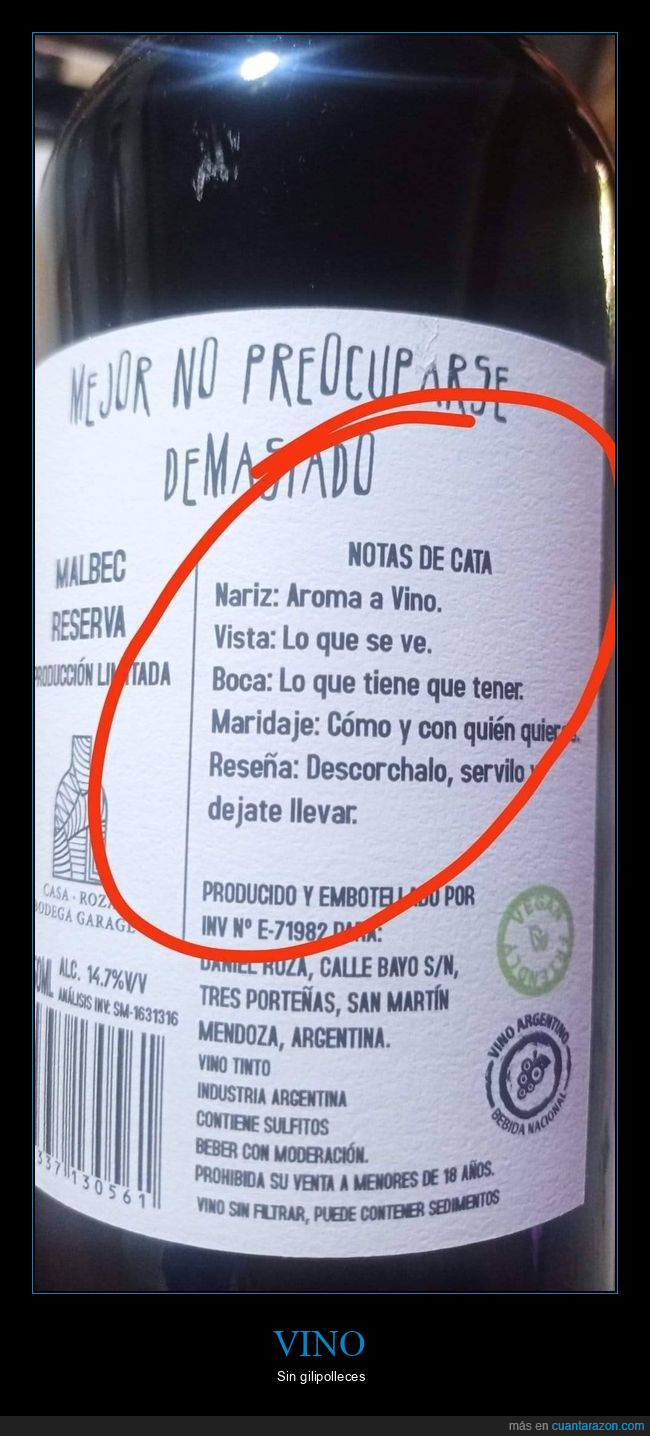 MEJOR NO PREOCUPARSE
DEMASIADO
MALBEC
RESERVA
PRODUCCIÓN LIMITADA
CASA - ROZA
BODEGA GARAGE
ALC. 14.7%V/V
ANÁLISIS INV: SM-1631316
337 130561
NOTAS DE CATA
Nariz: Aroma a Vino.
Vista: Lo que se ve.
Boca: Lo que tiene que tener.
Maridaje: Cómo y con quién quieras.
Reseña: Descorchalo, servilo y
dejate llevar.
PRODUCIDO Y EMBOTELLADO POR
INV Nº E-71982 PARA:
DANIEL ROZA, CALLE BAYO S/N,
TRES PORTEÑAS, SAN MARTÍN
MENDOZA, ARGENTINA.
VINO TINTO
INDUSTRIA ARGENTINA
CONTIENE SULFITOS
BEBER CON MODERACIÓN.
PROHIBIDA SU VENTA A MENORES DE 18 AÑOS.
VINO SIN FILTRAR, PUEDE CONTENER SEDIMENTOS
VEGAN
FRIENDLY
VINO ARGENTINO
BEBIDA NACIONAL
VINO
Sin gilipolleces
más en cuantarazon.com